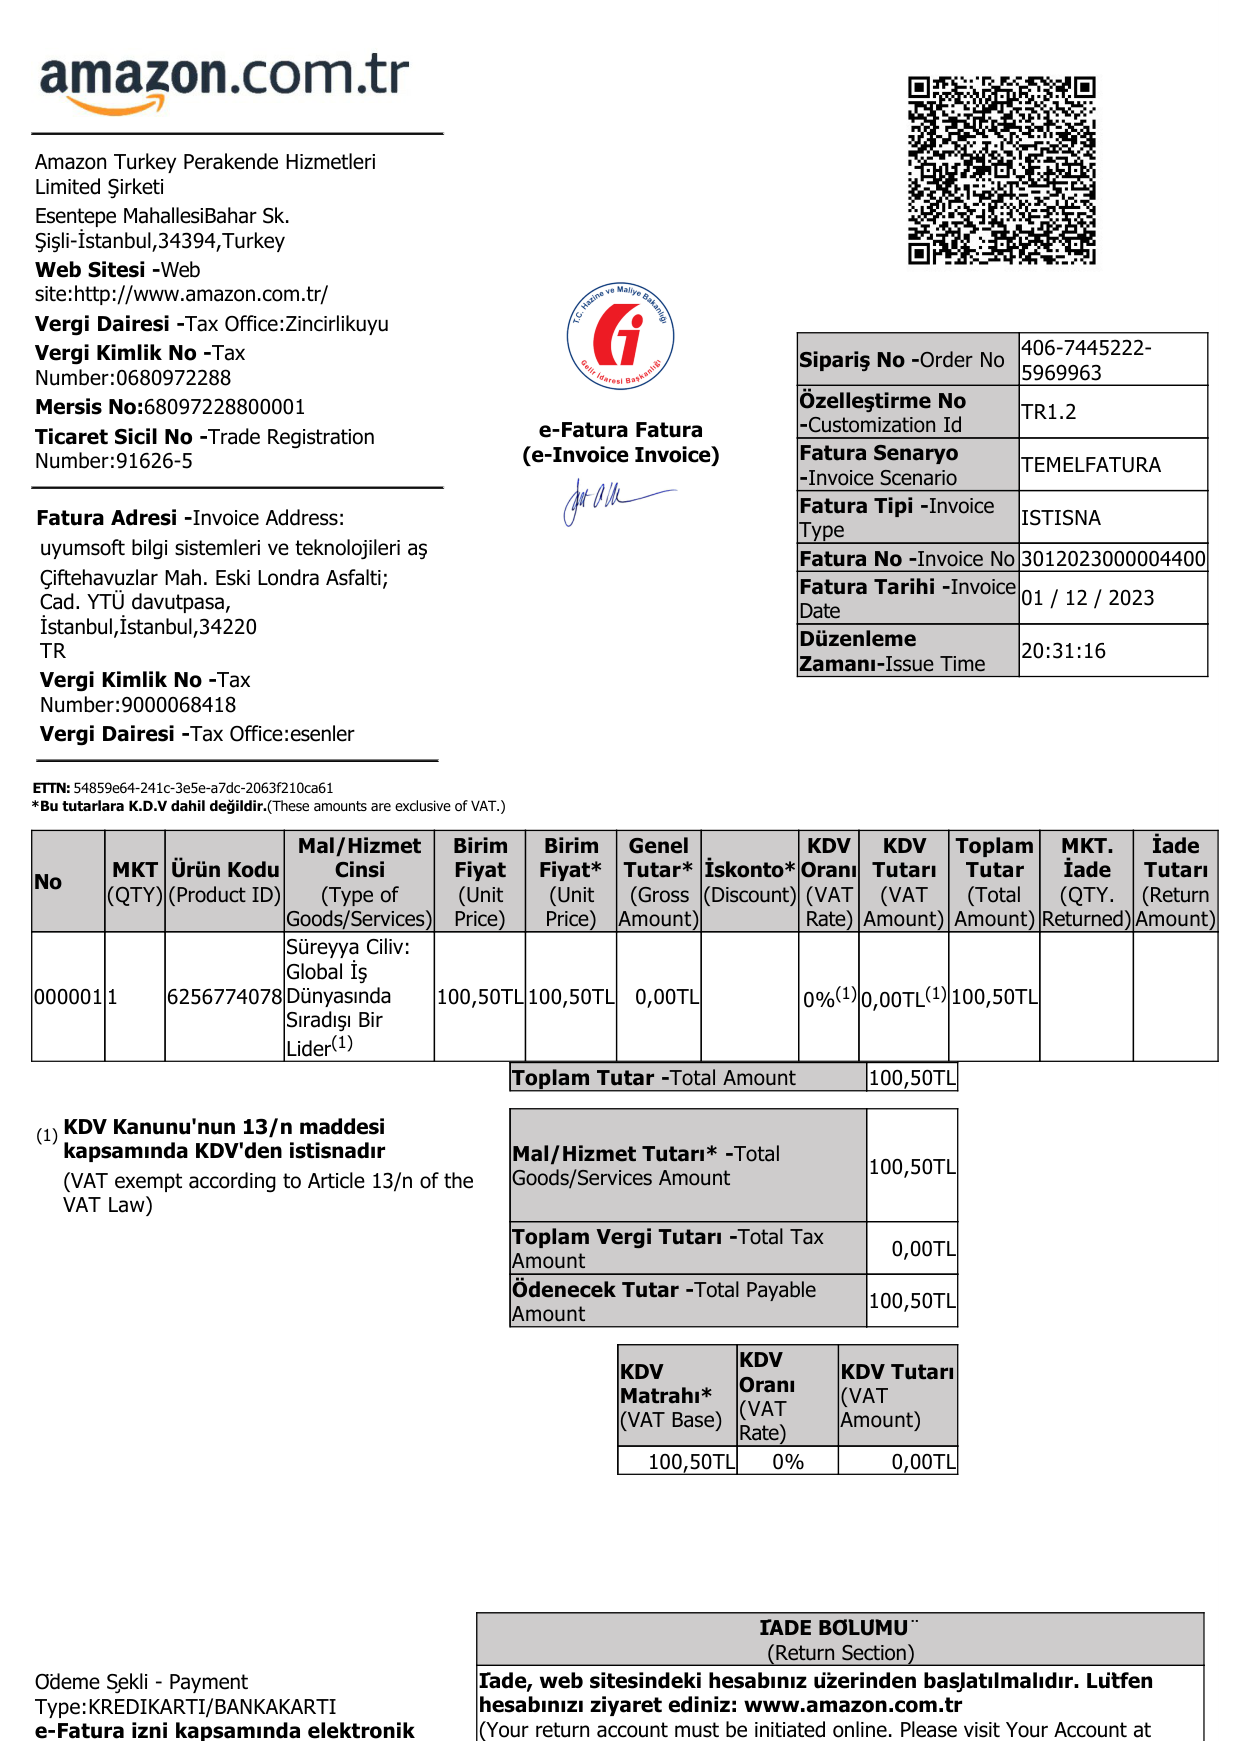 amazon.com.tr
Amazon Turkey Perakende Hizmetleri
Limited Şirketi
Esentepe MahallesiBahar Sk.
Şişli-İstanbul,34394,Turkey
Web Sitesi -Web
site:http://www.amazon.com.tr/
Vergi Dairesi -Tax Office:Zincirlikuyu
Vergi Kimlik No -Tax
Number:0680972288
Mersis No:68097228800001
Ticaret Sicil No -Trade Registration
Number:91626-5
T.C. Hazine ve Maliye Bakanlığı
Gelir İdaresi Başkanlığı
e-Fatura Fatura
(e-Invoice Invoice)
Sipariş No -Order No 406-7445222-
5969963
Özelleştirme No
-Customization Id TR1.2
Fatura Senaryo
-Invoice Scenario TEMELFATURA
Fatura Tipi -Invoice
Type ISTISNA
Fatura No -Invoice No 3012023000004400
Fatura Tarihi -Invoice
Date 01 / 12 / 2023
Düzenleme
Zamanı-Issue Time 20:31:16
Fatura Adresi -Invoice Address:
uyumsoft bilgi sistemleri ve teknolojileri aş
Çiftehavuzlar Mah. Eski Londra Asfalti;
Cad. YTÜ davutpasa,
İstanbul,İstanbul,34220
TR
Vergi Kimlik No -Tax
Number:9000068418
Vergi Dairesi -Tax Office:esenler
ETTN: 54859e64-241c-3e5e-a7dc-2063f210ca61
*Bu tutarlara K.D.V dahil değildir.(These amounts are exclusive of VAT.)
No
MKT
(QTY)
Ürün Kodu
(Product ID)
Mal/Hizmet
Cinsi
(Type of
Goods/Services)
Birim
Fiyat
(Unit
Price)
Birim
Fiyat*
(Unit
Price)
Genel
Tutar*
(Gross
Amount)
İskonto*
(Discount)
KDV
Oranı
(VAT
Rate)
KDV
Tutarı
(VAT
Amount)
Toplam
Tutar
(Total
Amount)
MKT.
İade
(QTY.
Returned)
İade
Tutarı
(Return
Amount)
000001
1
6256774078
Süreyya Ciliv:
Global İş
Dünyasında
Sıradışı Bir
Lider(1)
100,50TL
100,50TL
0,00TL
0%(1)
0,00TL(1)
100,50TL
Toplam Tutar -Total Amount 100,50TL
(1) KDV Kanunu'nun 13/n maddesi
kapsamında KDV'den istisnadır
(VAT exempt according to Article 13/n of the
VAT Law)
Mal/Hizmet Tutarı* -Total
Goods/Services Amount 100,50TL
Toplam Vergi Tutarı -Total Tax
Amount 0,00TL
Ödenecek Tutar -Total Payable
Amount 100,50TL
KDV
Matrahı*
(VAT Base)
KDV
Oranı
(VAT
Rate)
KDV Tutarı
(VAT
Amount)
100,50TL 0% 0,00TL
Ödeme Şekli - Payment
Type:KREDIKARTI/BANKAKARTI
e-Fatura izni kapsamında elektronik
İADE BÖLÜMÜ
(Return Section)
İade, web sitesindeki hesabınız üzerinden başlatılmalıdır. Lütfen
hesabınızı ziyaret ediniz: www.amazon.com.tr
(Your return account must be initiated online. Please visit Your Account at